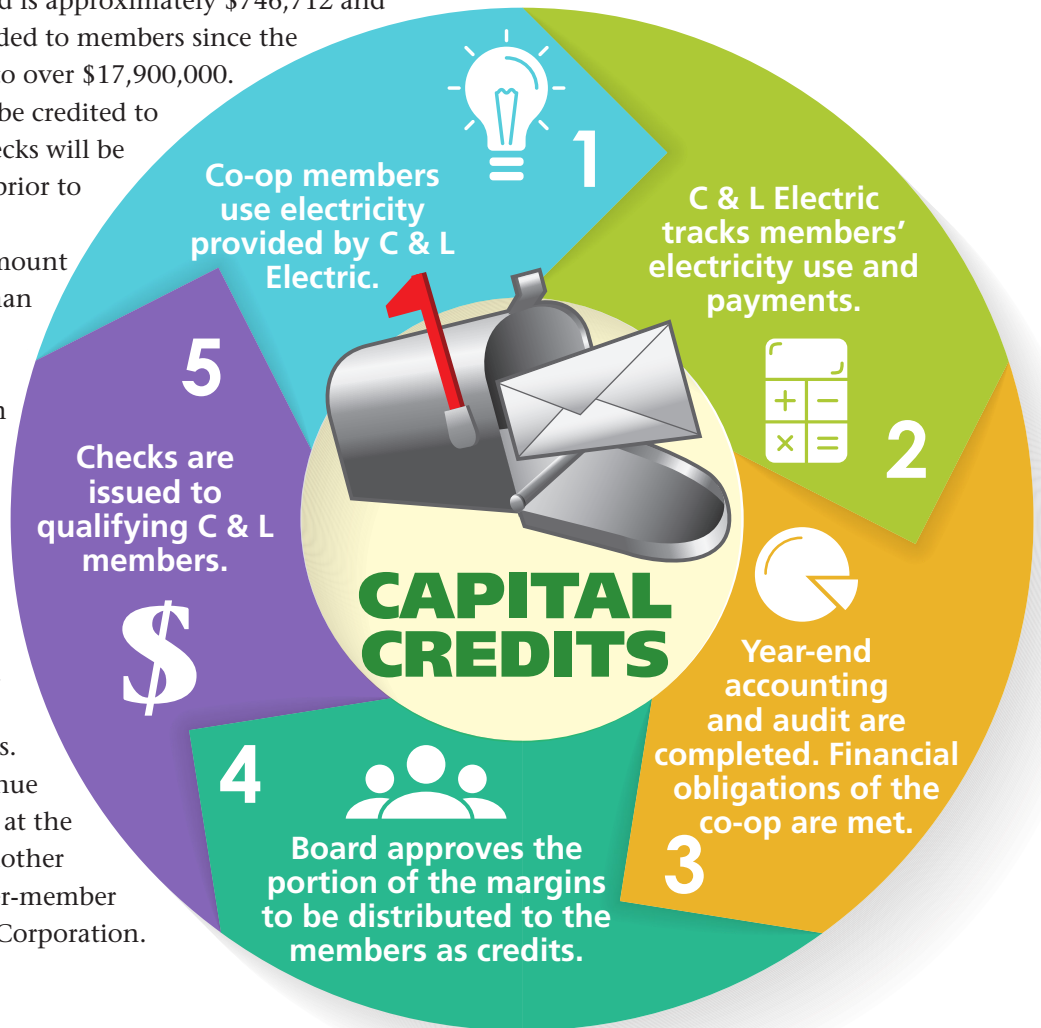 d is approximately $746,712 and
ded to members since the
to over $17,900,000.
be credited to
ecks will be
prior to
mount
an
n
s.
nue
at the
other
r-member
Corporation.
1
Co-op members
use electricity
provided by C & L
Electric.
C & L Electric
tracks members’
electricity use and
payments.
2
Year-end
accounting
and audit are
completed. Financial
obligations of the
co-op are met.
3
4
Board approves the
portion of the margins
to be distributed to the
members as credits.
5
Checks are
issued to
qualifying C & L
members.
$
CAPITAL
CREDITS